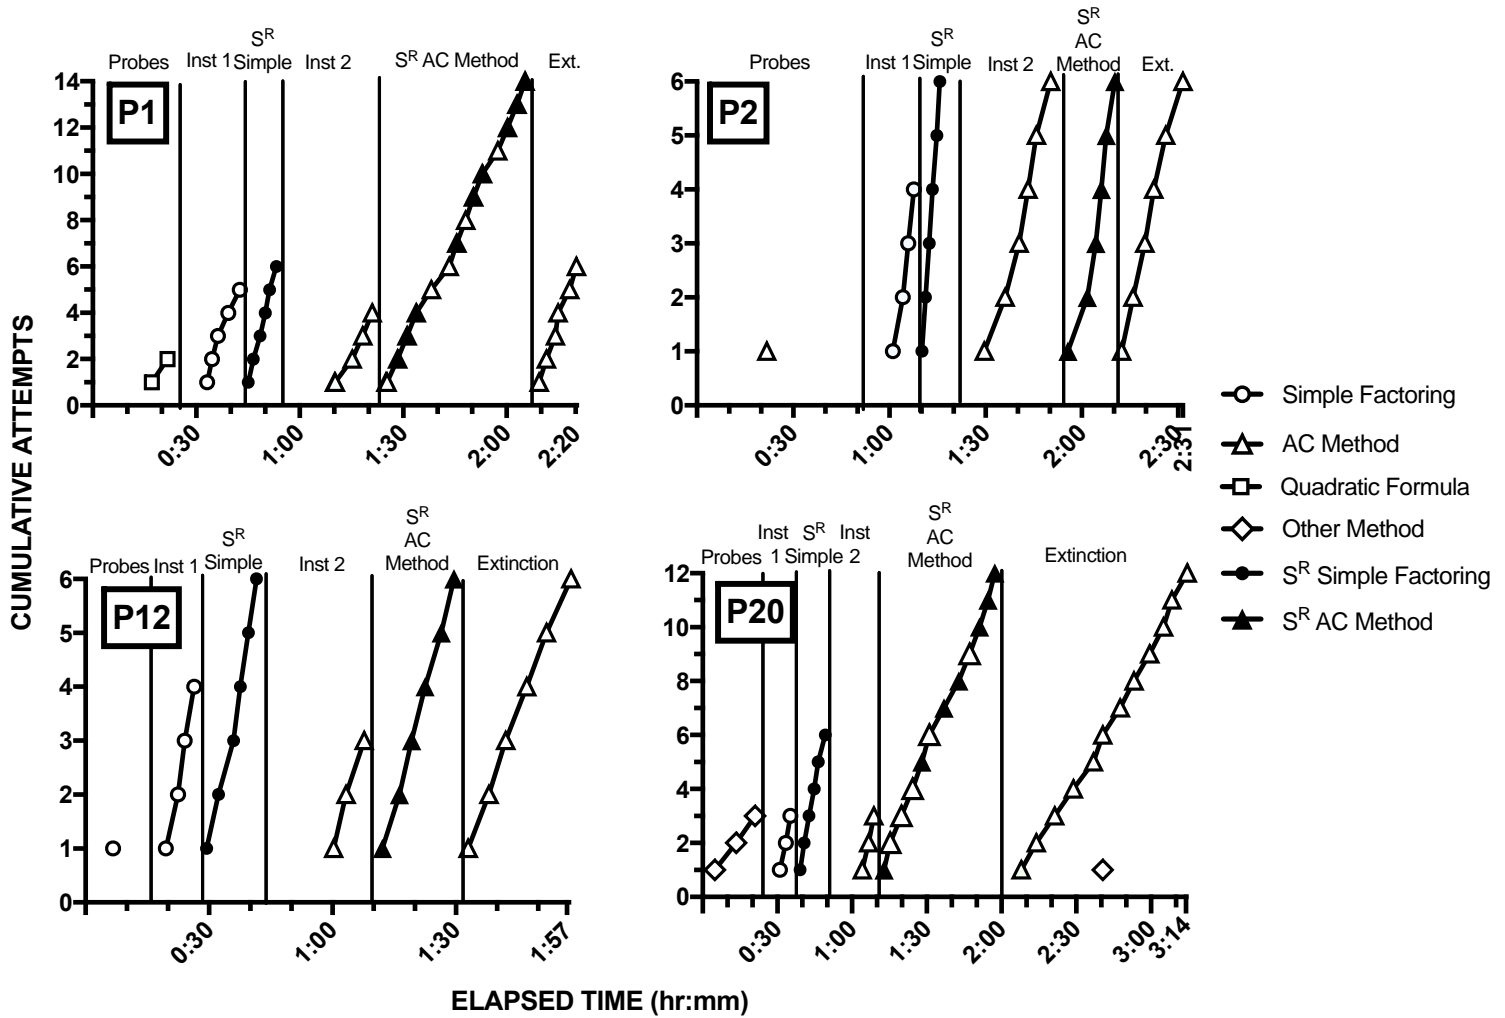 CUMULATIVE ATTEMPTS
Probes Inst 1 S^R Simple Inst 2 S^R AC Method Ext.
P1
14
12
10
8
6
4
2
0
0:30 1:00 1:30 2:00 2:20
Probes Inst 1 S^R Simple Inst 2 S^R AC Method Ext.
P2
6
5
4
3
2
1
0
0:30 1:00 1:30 2:00 2:30 2:31
Probes Inst 1 S^R Simple Inst 2 S^R AC Method Extinction
P12
6
5
4
3
2
1
0
0:30 1:00 1:30 1:57
Probes Inst 1 S^R Simple Inst 2 S^R AC Method Extinction
P20
12
10
8
6
4
2
0
0:30 1:00 1:30 2:00 2:30 3:00 3:14
Simple Factoring
AC Method
Quadratic Formula
Other Method
S^R Simple Factoring
S^R AC Method
ELAPSED TIME (hr:mm)